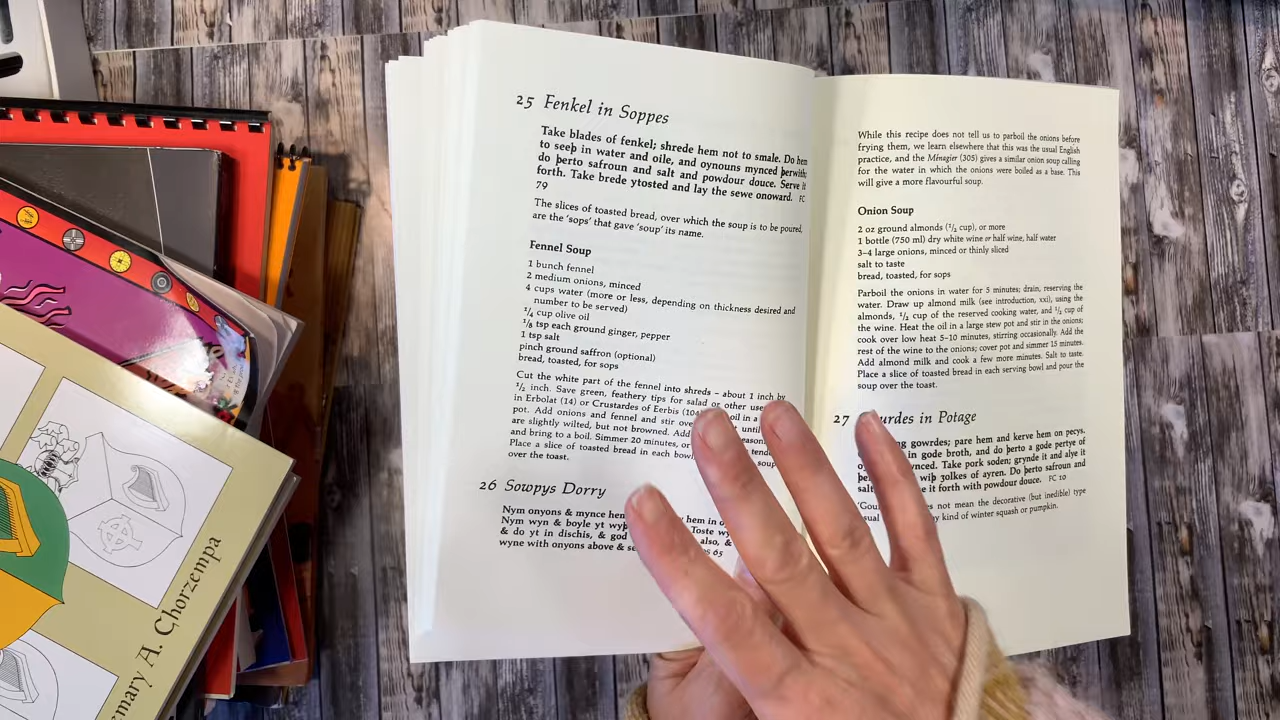 25 Fenkel in Soppes
Take blades of fenkel; shrede hem not to smale. Do hem
to seeþ in water and oile, and oynouns mynced þerwith;
do þerto safroun and salt and powdour douce. Serve it
forth. Take brede ytosted and lay the sewe onoward. FC
79
The slices of toasted bread, over which the soup is to be poured,
are the 'sops' that gave 'soup' its name.
Fennel Soup
1 bunch fennel
2 medium onions, minced
4 cups water (more or less, depending on thickness desired and
number to be served)
1/4 cup olive oil
1/8 tsp each ground ginger, pepper
1 tsp salt
pinch ground saffron (optional)
bread, toasted, for sops
Cut the white part of the fennel into shreds – about 1 inch by
1/2 inch. Save green, feathery tips for salad or other use
in Erbolat (14) or Crustardes of Eerbis (104) oil in a
pot. Add onions and fennel and stir over until
are slightly wilted, but not browned. Add
and bring to a boil. Simmer 20 minutes, or
Place a slice of toasted bread in each bowl soup
over the toast.
26 Sowpys Dorry
Nym onyons & mynce hem hem in
Nym wyn & boyle yt Toste
& do yt in dischis, & god also, &
wyne with onyons above & 65
While this recipe does not tell us to parboil the onions before
frying them, we learn elsewhere that this was the usual English
practice, and the Ménagier (305) gives a similar onion soup calling
for the water in which the onions were boiled as a base. This
will give a more flavourful soup.
Onion Soup
2 oz ground almonds (1/2 cup), or more
1 bottle (750 ml) dry white wine or half wine, half water
3–4 large onions, minced or thinly sliced
salt to taste
bread, toasted, for sops
Parboil the onions in water for 5 minutes; drain, reserving the
water. Draw up almond milk (see introduction, xxi), using the
almonds, 1/2 cup of the reserved cooking water, and 1/2 cup of
the wine. Heat the oil in a large stew pot and stir in the onions;
cook over low heat 5–10 minutes, stirring occasionally. Add the
rest of the wine to the onions; cover pot and simmer 15 minutes.
Add almond milk and cook a few more minutes. Salt to taste.
Place a slice of toasted bread in each serving bowl and pour the
soup over the toast.
27 in Potage
gowrdes; pare hem and kerve hem on pecys.
in gode broth, and do þerto a gode pertye of
Take pork soden; grynde it and alye it
wiþ ȝolkes of ayren. Do þerto safroun and
salt it forth with powdour douce. FC 10
not mean the decorative (but inedible) type
kind of winter squash or pumpkin.
A. Chorzempa